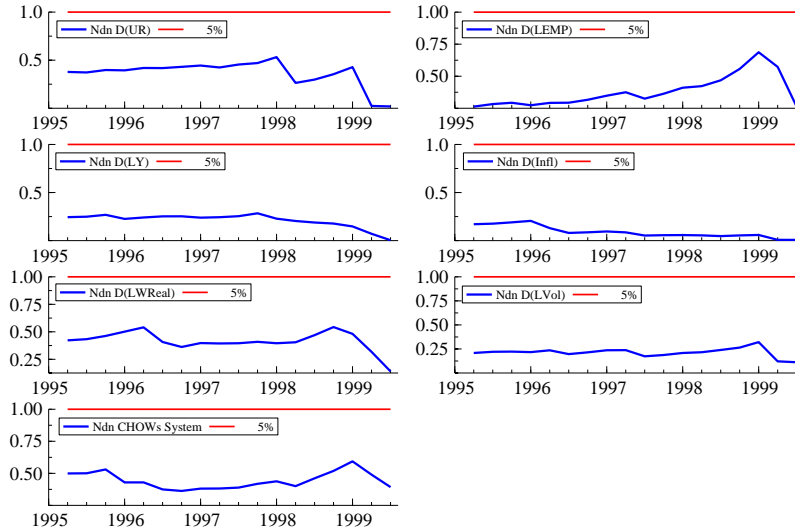 1.0
Ndn D(UR) 5%
0.5
1995 1996 1997 1998 1999
1.00
Ndn D(LEMP) 5%
0.75
0.50
1995 1996 1997 1998 1999
1.0
Ndn D(LY) 5%
0.5
1995 1996 1997 1998 1999
1.0
Ndn D(Infl) 5%
0.5
1995 1996 1997 1998 1999
1.00
Ndn D(LWReal) 5%
0.75
0.50
0.25
1995 1996 1997 1998 1999
1.00
Ndn D(LVol) 5%
0.75
0.50
0.25
1995 1996 1997 1998 1999
1.00
Ndn CHOWs System 5%
0.75
0.50
1995 1996 1997 1998 1999